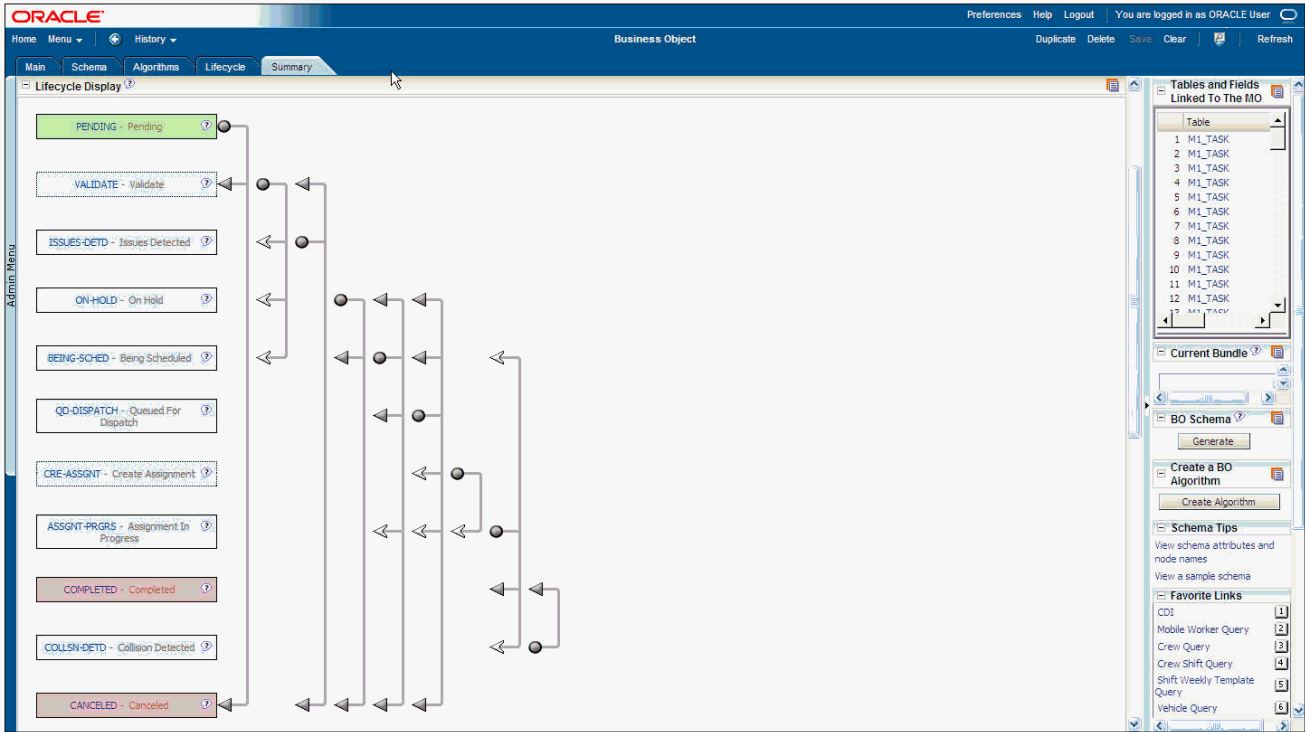 ORACLE
Preferences Help Logout You are logged in as ORACLE User
Home Menu History Business Object Duplicate Delete Save Clear Refresh
Main Schema Algorithms Lifecycle Summary
Admin Menu
Lifecycle Display
PENDING - Pending
VALIDATE - Validate
ISSUES-DETD - Issues Detected
ON-HOLD - On Hold
BEING-SCHED - Being Scheduled
QD-DISPATCH - Queued For
Dispatch
CRE-ASSGNT - Create Assignment
ASSGNT-PRGRS - Assignment In
Progress
COMPLETED - Completed
COLLSN-DETD - Collision Detected
CANCELED - Canceled
Tables and Fields
Linked To The MO
Table
1 M1_TASK
2 M1_TASK
3 M1_TASK
4 M1_TASK
5 M1_TASK
6 M1_TASK
7 M1_TASK
8 M1_TASK
9 M1_TASK
10 M1_TASK
11 M1_TASK
12 M1_TASK
Current Bundle
BO Schema
Generate
Create a BO
Algorithm
Create Algorithm
Schema Tips
View schema attributes and
node names
View a sample schema
Favorite Links
CDI 1
Mobile Worker Query 2
Crew Query 3
Crew Shift Query 4
Shift Weekly Template
Query 5
Vehicle Query 6